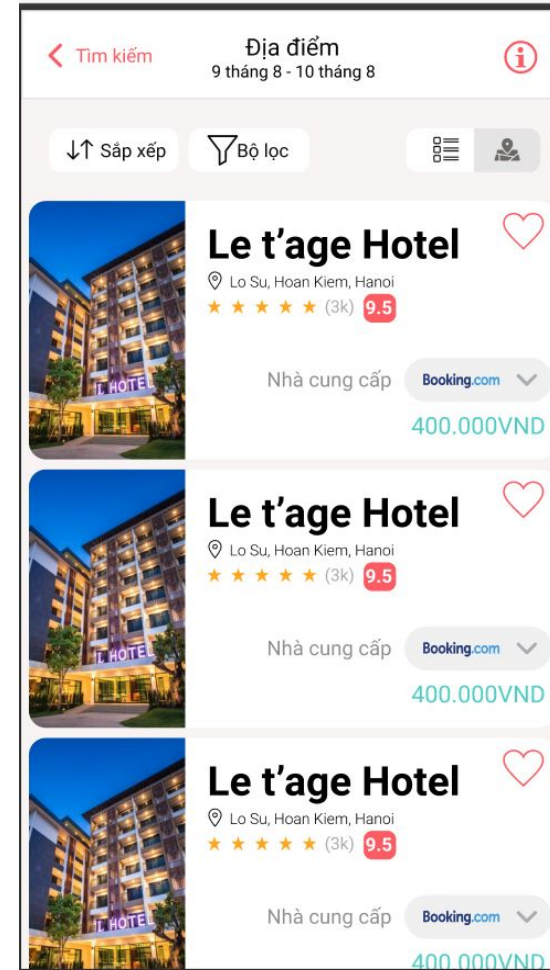 Tìm kiếm
Địa điểm
9 tháng 8 - 10 tháng 8
Sắp xếp
Bộ lọc
Le t’age Hotel
Lo Su, Hoan Kiem, Hanoi
(3k) 9.5
L HOTEL
Nhà cung cấp Booking.com
400.000VND
Le t’age Hotel
Lo Su, Hoan Kiem, Hanoi
(3k) 9.5
L HOTEL
Nhà cung cấp Booking.com
400.000VND
Le t’age Hotel
Lo Su, Hoan Kiem, Hanoi
(3k) 9.5
L HOTEL
Nhà cung cấp Booking.com
400.000VND